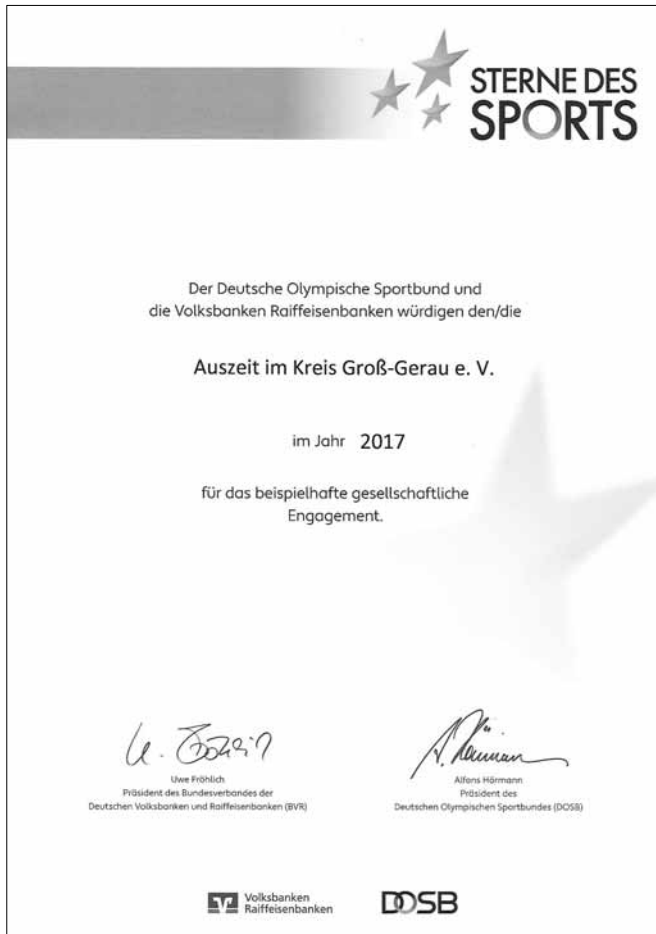 STERNE DES
SPORTS
Der Deutsche Olympische Sportbund und
die Volksbanken Raiffeisenbanken würdigen den/die
Auszeit im Kreis Groß-Gerau e. V.
im Jahr 2017
für das beispielhafte gesellschaftliche
Engagement.
Uwe Fröhlich
Präsident des Bundesverbandes der
Deutschen Volksbanken und Raiffeisenbanken (BVR)
Alfons Hörmann
Präsident des
Deutschen Olympischen Sportbundes (DOSB)
Volksbanken
Raiffeisenbanken
DOSB